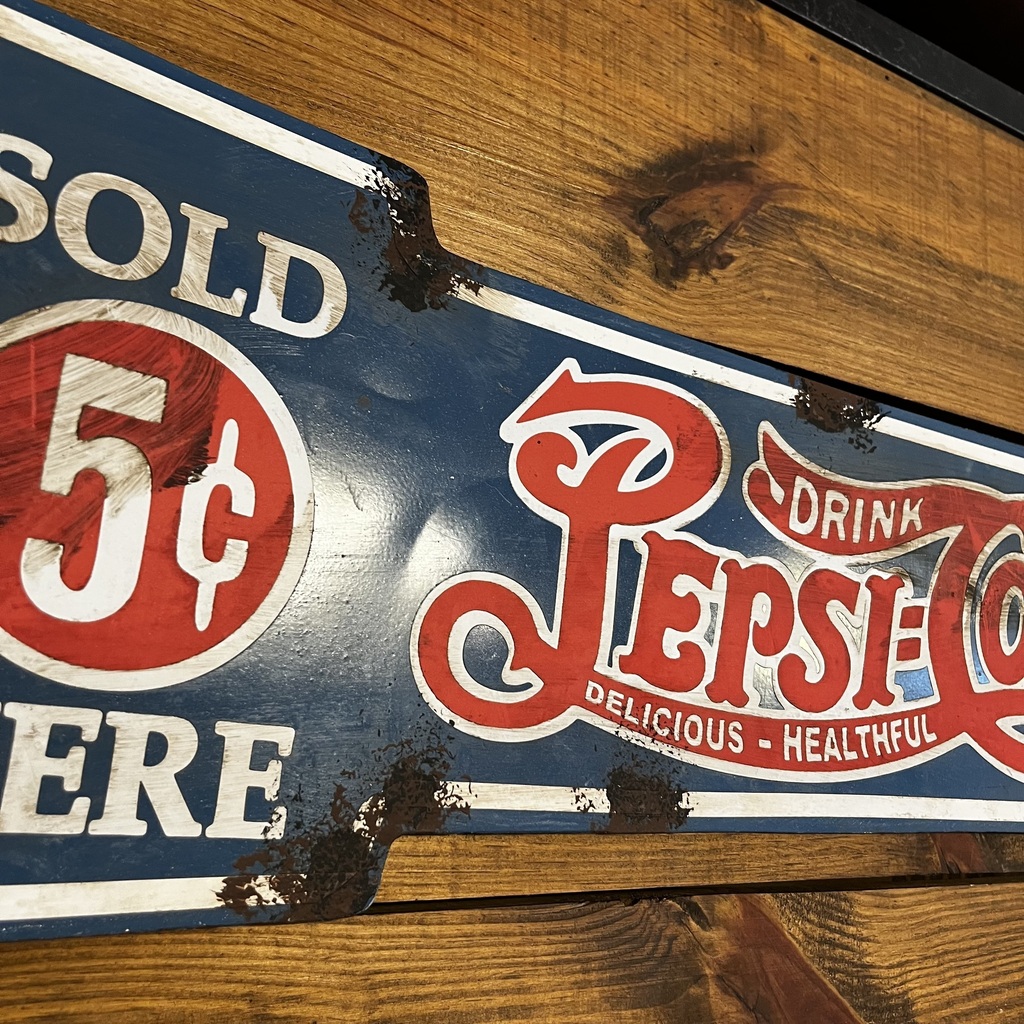 SOLD
5¢
ERE
DRINK
PEPSI=Co
DELICIOUS - HEALTHFUL